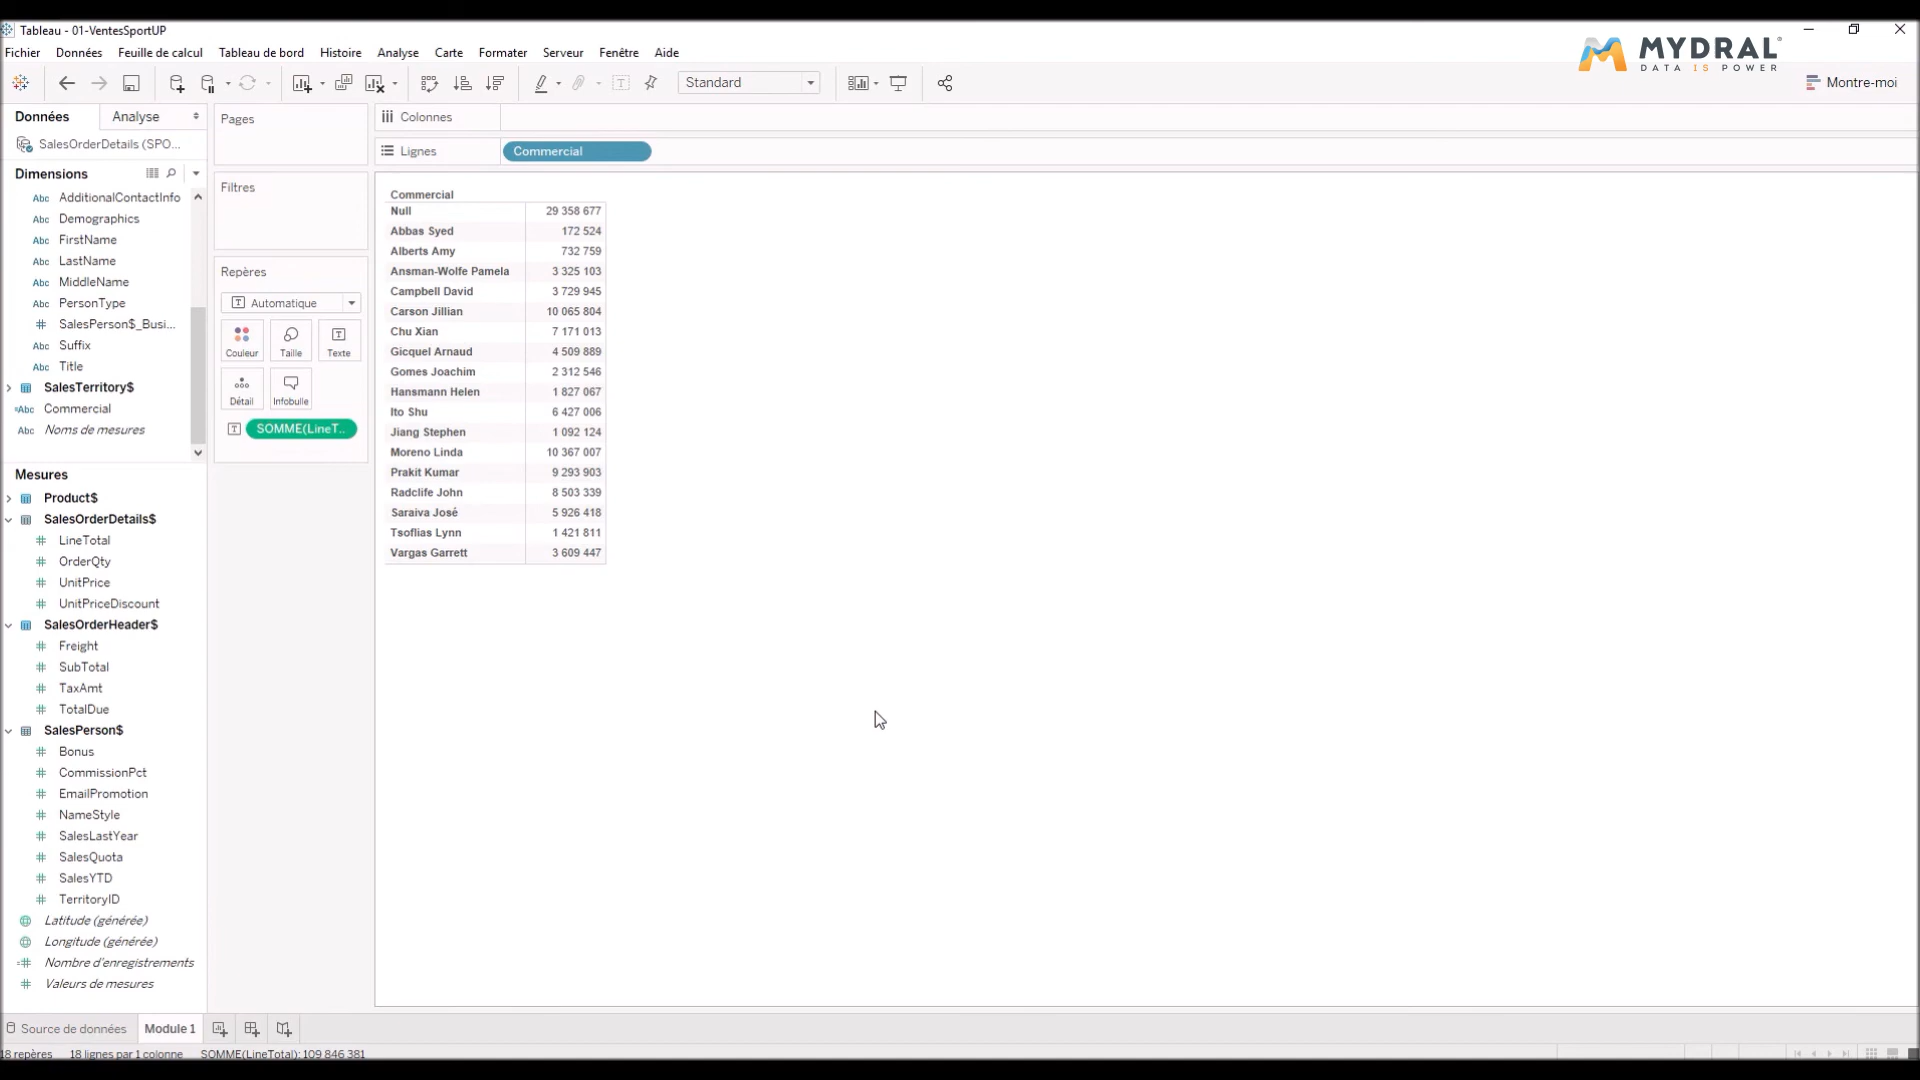 Tableau - 01-VentesSportUP
Fichier Données Feuille de calcul Tableau de bord Histoire Analyse Carte Formater Serveur Fenêtre Aide
MYDRAL
DATA IS POWER
Standard
Montre-moi
Données Analyse
SalesOrderDetails (SPO...
Dimensions
Abc AdditionalContactInfo
Abc Demographics
Abc FirstName
Abc LastName
Abc MiddleName
Abc PersonType
# SalesPerson$_Busi...
Abc Suffix
Abc Title
SalesTerritory$
=Abc Commercial
Abc Noms de mesures
Mesures
Product$
SalesOrderDetails$
# LineTotal
# OrderQty
# UnitPrice
# UnitPriceDiscount
SalesOrderHeader$
# Freight
# SubTotal
# TaxAmt
# TotalDue
SalesPerson$
# Bonus
# CommissionPct
# EmailPromotion
# NameStyle
# SalesLastYear
# SalesQuota
# SalesYTD
# TerritoryID
Latitude (générée)
Longitude (générée)
=# Nombre d'enregistrements
# Valeurs de mesures
Pages
Filtres
Repères
T Automatique
Couleur Taille Texte
Détail Infobulle
T SOMME(LineT..
Colonnes
Lignes Commercial
Commercial
Null 29 358 677
Abbas Syed 172 524
Alberts Amy 732 759
Ansman-Wolfe Pamela 3 325 103
Campbell David 3 729 945
Carson Jillian 10 065 804
Chu Xian 7 171 013
Gicquel Arnaud 4 509 889
Gomes Joachim 2 312 546
Hansmann Helen 1 827 067
Ito Shu 6 427 006
Jiang Stephen 1 092 124
Moreno Linda 10 367 007
Prakit Kumar 9 293 903
Radclife John 8 503 339
Saraiva José 5 926 418
Tsoflias Lynn 1 421 811
Vargas Garrett 3 609 447
Source de données Module 1
18 repères 18 lignes par 1 colonne SOMME(LineTotal): 109 846 381